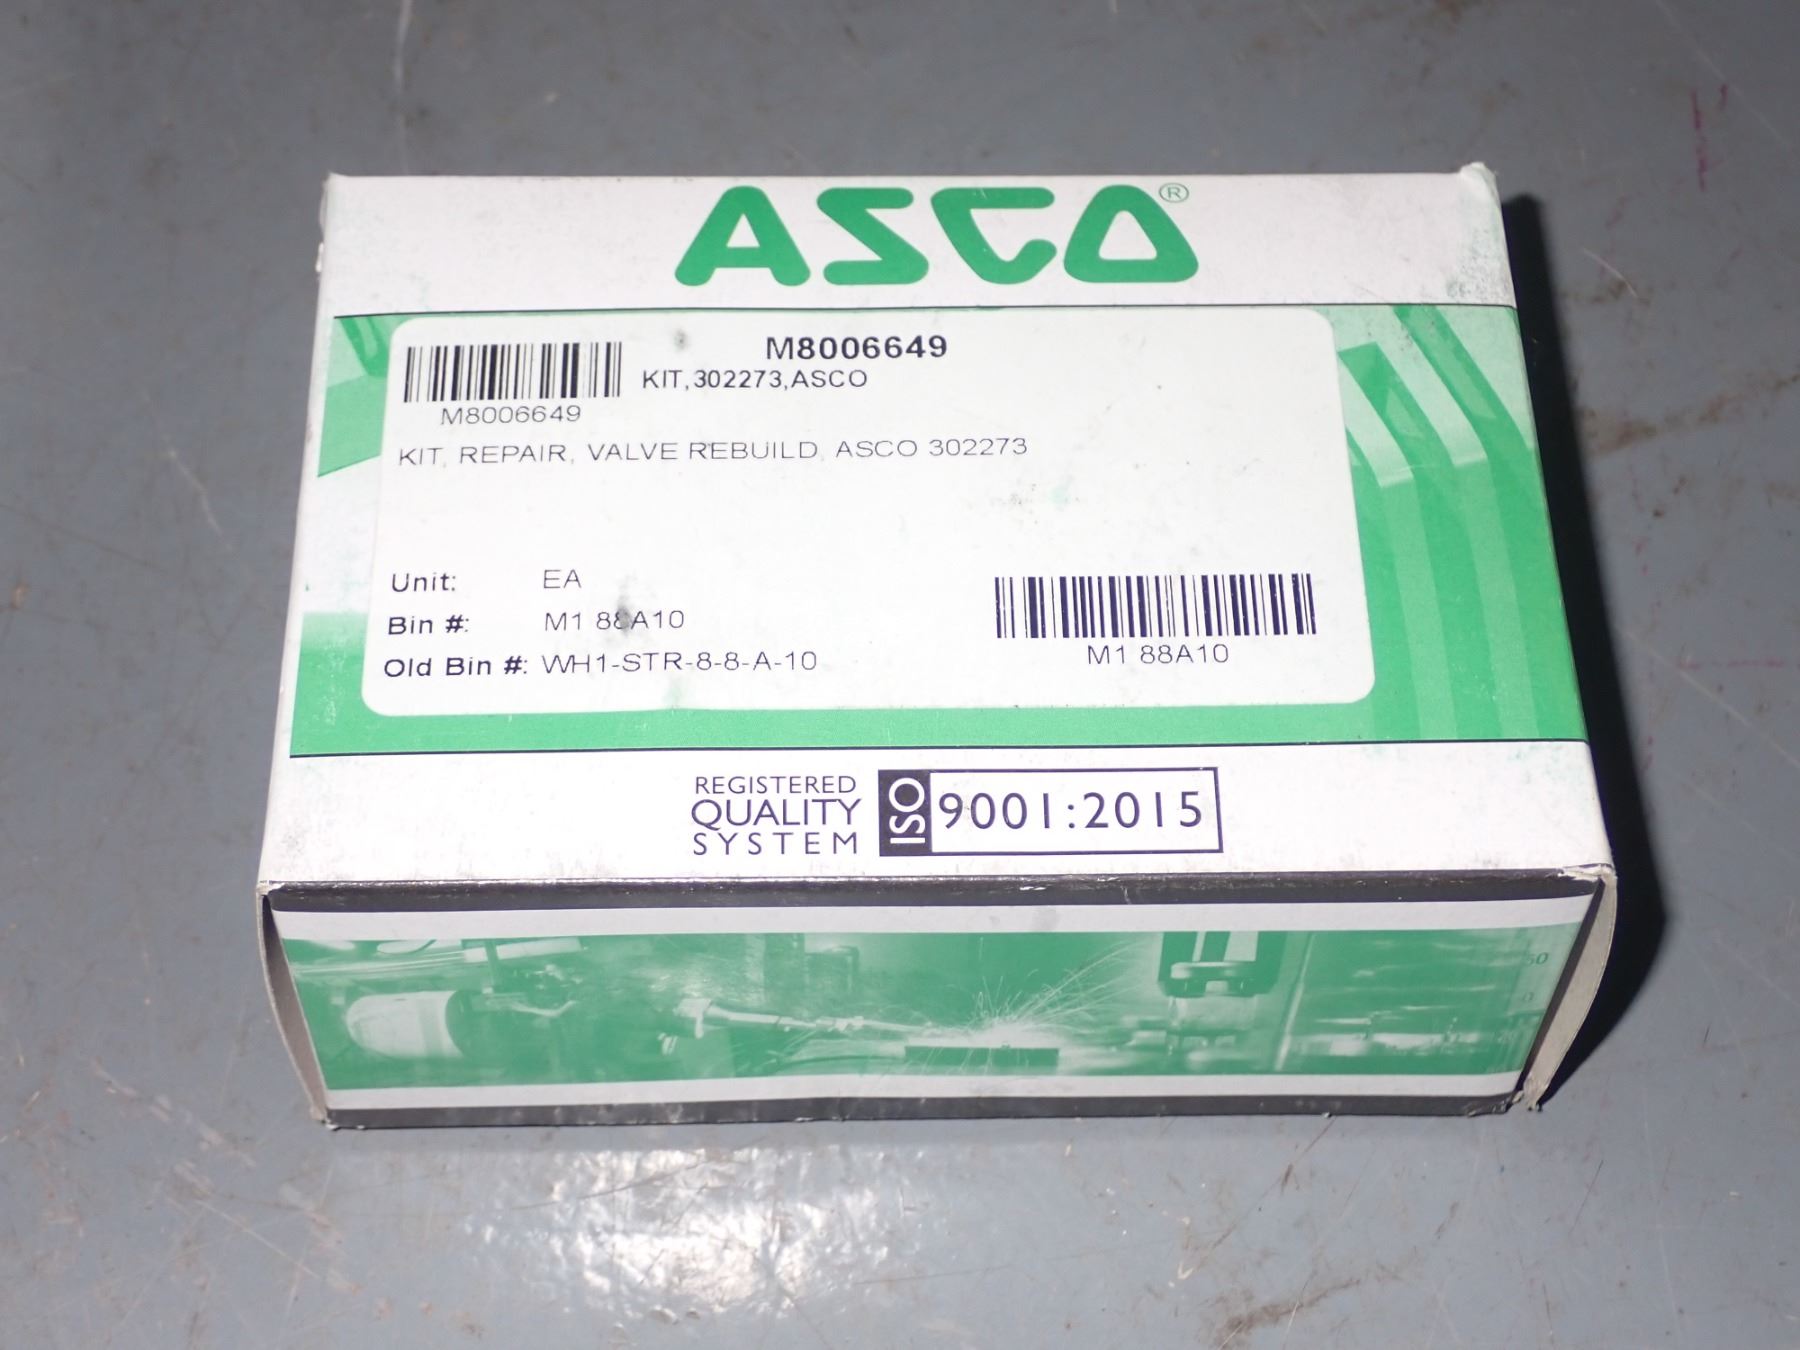 ASCO®
M8006649
KIT,302273,ASCO
M8006649
KIT, REPAIR, VALVE REBUILD, ASCO 302273
Unit: EA
Bin #: M1 88A10
Old Bin #: WH1-STR-8-8-A-10
M1 88A10
REGISTERED
QUALITY
SYSTEM
ISO 9001:2015